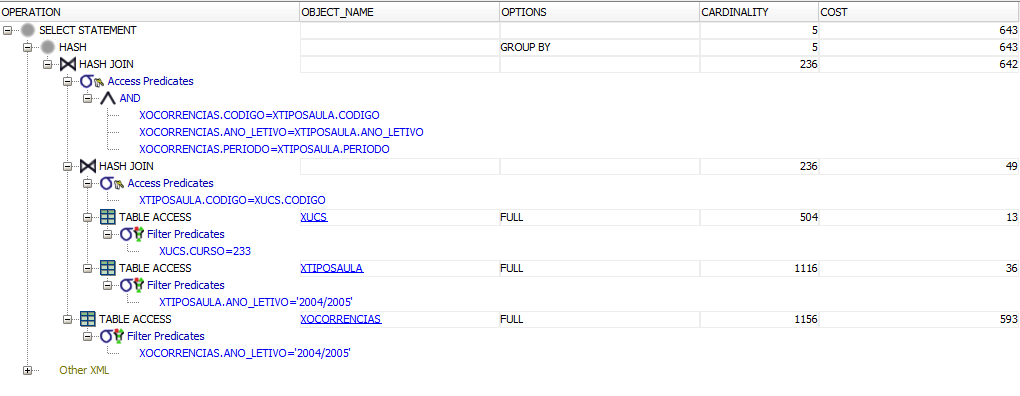 OPERATION OBJECT_NAME OPTIONS CARDINALITY COST
SELECT STATEMENT 5 643
HASH GROUP BY 5 643
HASH JOIN 236 642
Access Predicates
AND
XOCORRENCIAS.CODIGO=XTIPOSAULA.CODIGO
XOCORRENCIAS.ANO_LETIVO=XTIPOSAULA.ANO_LETIVO
XOCORRENCIAS.PERIODO=XTIPOSAULA.PERIODO
HASH JOIN 236 49
Access Predicates
XTIPOSAULA.CODIGO=XUCS.CODIGO
TABLE ACCESS XUCS FULL 504 13
Filter Predicates
XUCS.CURSO=233
TABLE ACCESS XTIPOSAULA FULL 1116 36
Filter Predicates
XTIPOSAULA.ANO_LETIVO='2004/2005'
TABLE ACCESS XOCORRENCIAS FULL 1156 593
Filter Predicates
XOCORRENCIAS.ANO_LETIVO='2004/2005'
Other XML